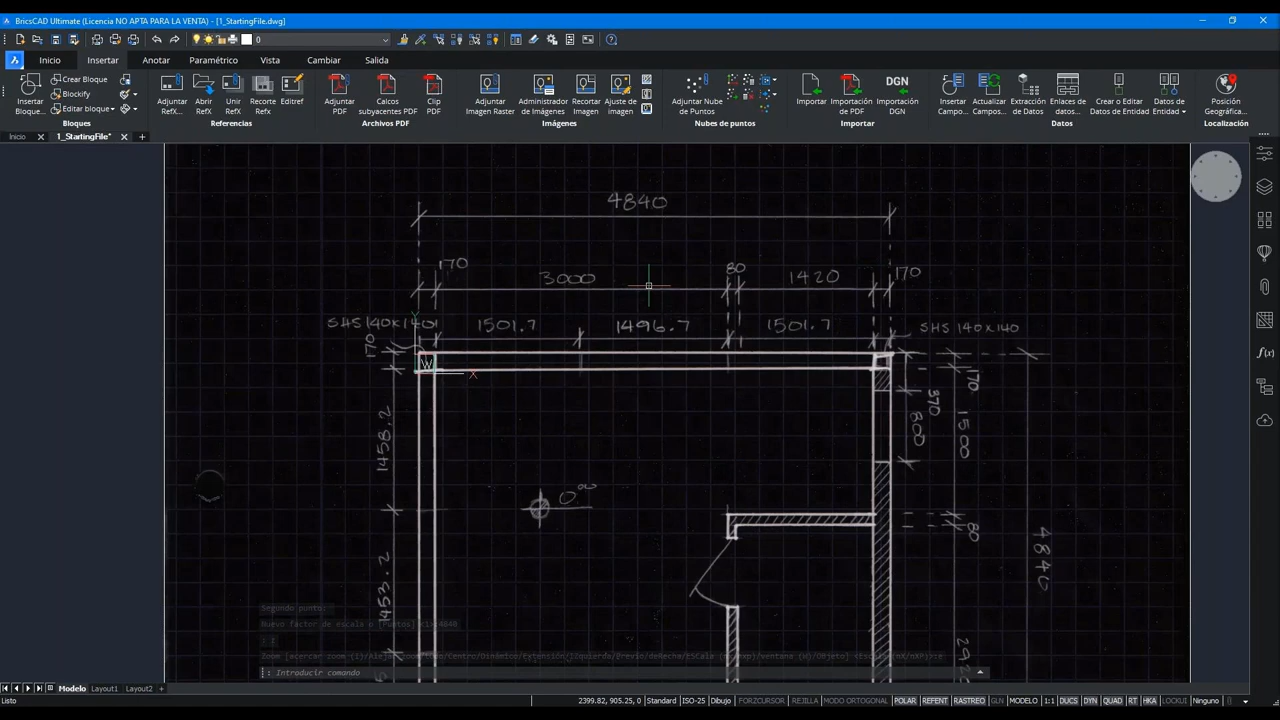 BricsCAD Ultimate (Licencia NO APTA PARA LA VENTA) - [1_StartingFile.dwg]
0
Inicio Insertar Anotar Paramétrico Vista Cambiar Salida
Insertar Bloque...
Crear Bloque
Blockify
Editar bloque
Bloques
Adjuntar RefX...
Abrir RefX
Unir RefX
Recorte Refx
Editref
Referencias
Adjuntar PDF
Calcos subyacentes PDF
Clip PDF
Archivos PDF
Adjuntar Imagen Raster
Administrador de Imágenes
Recortar Imagen
Ajuste de Imagen
Imágenes
Adjuntar Nube de Puntos
Nubes de puntos
Importar
Importación de PDF
DGN
Importación DGN
Importar
Insertar Campo...
Actualizar Campos...
Extracción de Datos
Enlaces de datos...
Crear o Editar Datos de Entidad
Datos de Entidad
Datos
Posición Geográfica...
Localización
Inicio
1_StartingFile*
4840
170
3000
80
1420
170
SHS 140x140
1501.7
1496.7
1501.7
SHS 140x140
170
W
X
170
370
800
1500
1458.2
0
80
4840
1453.2
Segundo punto:
: :
: Introducir comando
Modelo Layout1 Layout2
Listo
2399.82, 905.25, 0 Standard ISO-25 Dibujo FORZCURSOR REJILLA MODO ORTOGONAL POLAR REFENT RASTREO GLN MODELO 1:1 DUCS DYN QUAD RT HKA LOCKUI Ninguno